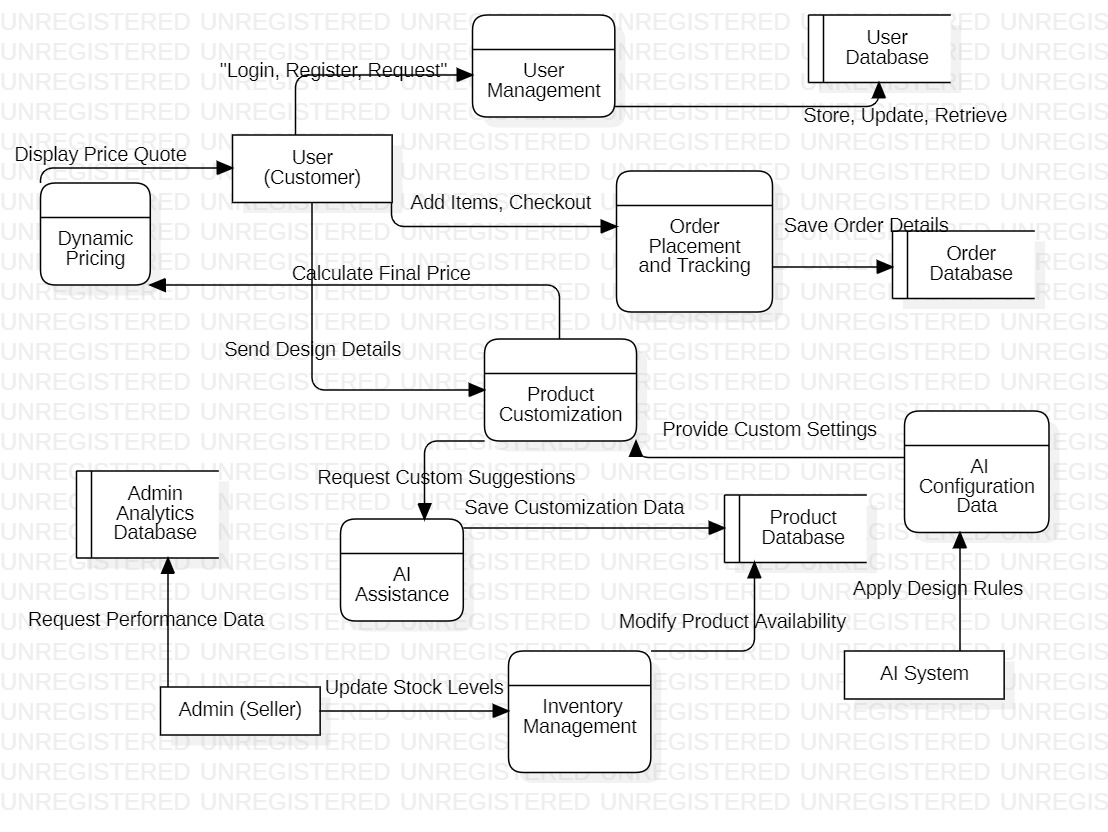 "Login, Register, Request"
User
Management
User
Database
Store, Update, Retrieve
Display Price Quote
User
(Customer)
Add Items, Checkout
Dynamic
Pricing
Order
Placement
and Tracking
Save Order Details
Order
Database
Calculate Final Price
Send Design Details
Product
Customization
Provide Custom Settings
AI
Configuration
Data
Request Custom Suggestions
Admin
Analytics
Database
Save Customization Data
Product
Database
AI
Assistance
Apply Design Rules
Request Performance Data
Modify Product Availability
AI System
Update Stock Levels
Admin (Seller)
Inventory
Management
UNREGISTERED